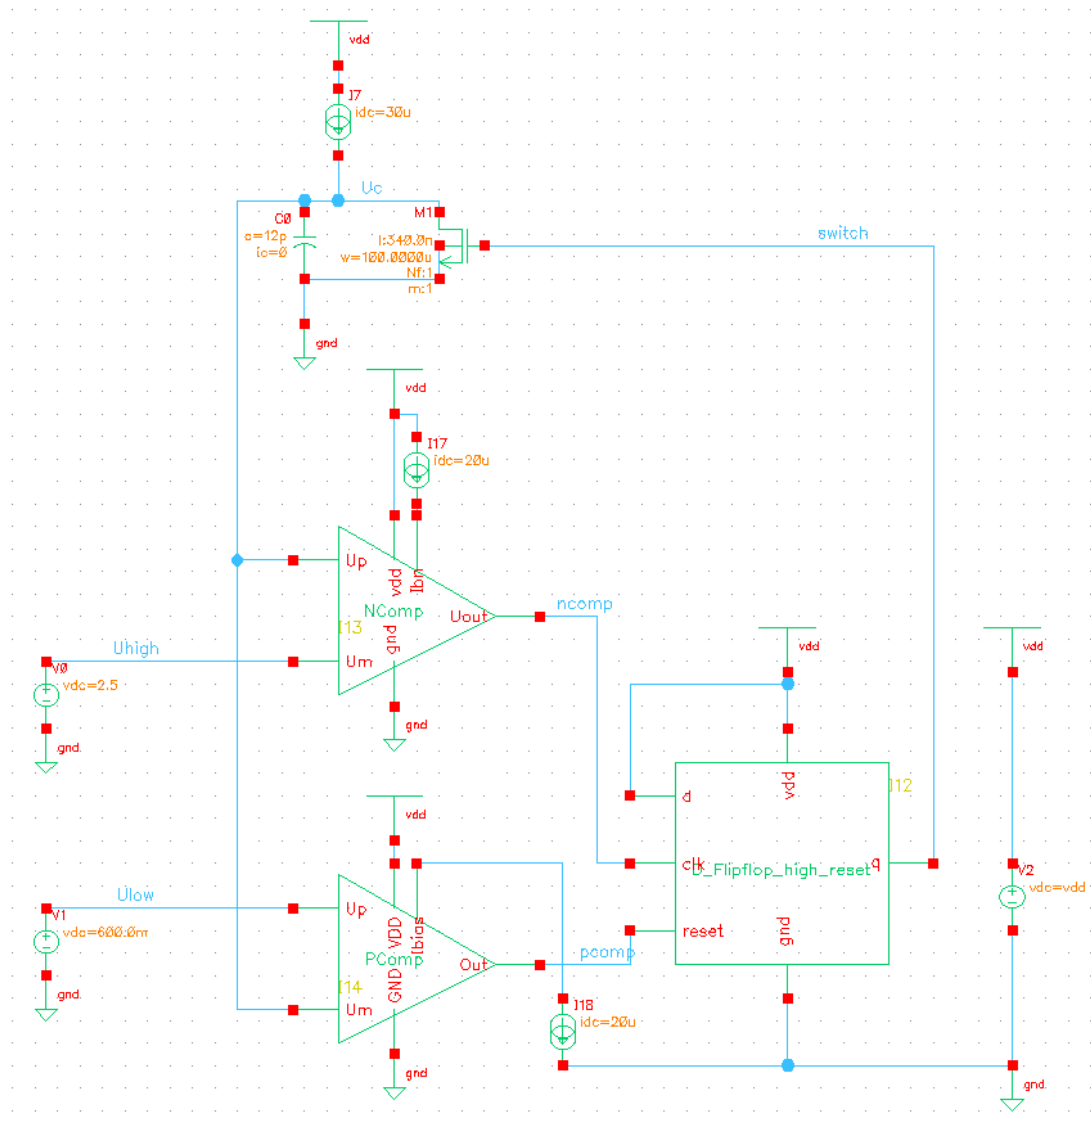 vdd
I7
idc=30u
Uc
C0
c=12p
ic=0
M1
l:340.0n
w=100.0000u
Nf:1
m:1
switch
gnd
vdd
I17
idc=20u
Up
vdd
Ibn
NComp
Uout
ncomp
I13
gnd
Um
Uhigh
V0
vdc=2.5
gnd
gnd
vdd
vdd
d
vdd
I12
clk
D_Flipflop_high_reset
q
reset
gnd
vdd
Ulow
V1
vdc=600.0m
gnd
Up
VDD
Ibias
PComp
Out
pcomp
I14
GND
Um
gnd
I18
idc=20u
V2
vdc=vdd
gnd